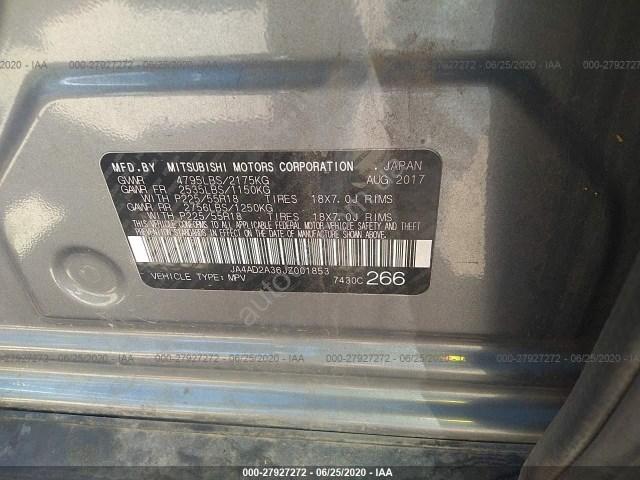 000-27927272 / 06/25/2020 - IAA
000-27927272 / 06/25/2020 - IAA
MFD.BY MITSUBISHI MOTORS CORPORATION . JAPAN
GVWR 4795LBS/2175KG AUG 2017
GAWR FR 2535LBS/1150KG
WITH P225/55R18 TIRES 18X7.0J RIMS
GAWR RR 2756LBS/1250KG
WITH P225/55R18 TIRES 18X7.0J RIMS
THIS VEHICLE CONFORMS TO ALL APPLICABLE
FEDERAL MOTOR VEHICLE SAFETY AND THEFT
PREVENTION STANDARDS IN EFFECT ON THE DATE
OF MANUFACTURE SHOWN ABOVE.
JA4AD2A36JZ001853
VEHICLE TYPE: MPV 7430C 266
000-27927272 / 06/25/2020 - IAA
000-27927272 / 06/25/2020 - IAA
000-27927272 / 06/25/2020 - IAA